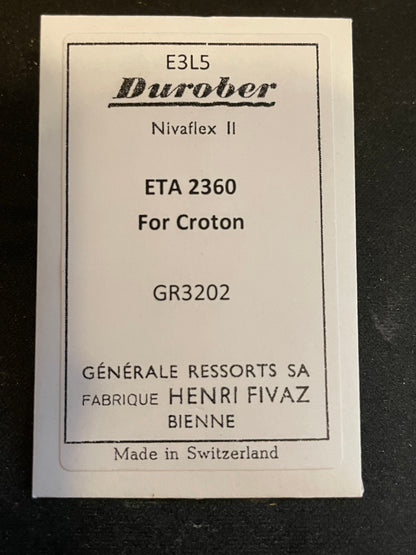 E3L5
Durober
Nivaflex II
ETA 2360
For Croton
GR3202
GÉNÉRALE RESSORTS SA
FABRIQUE HENRI FIVAZ
BIENNE
Made in Switzerland